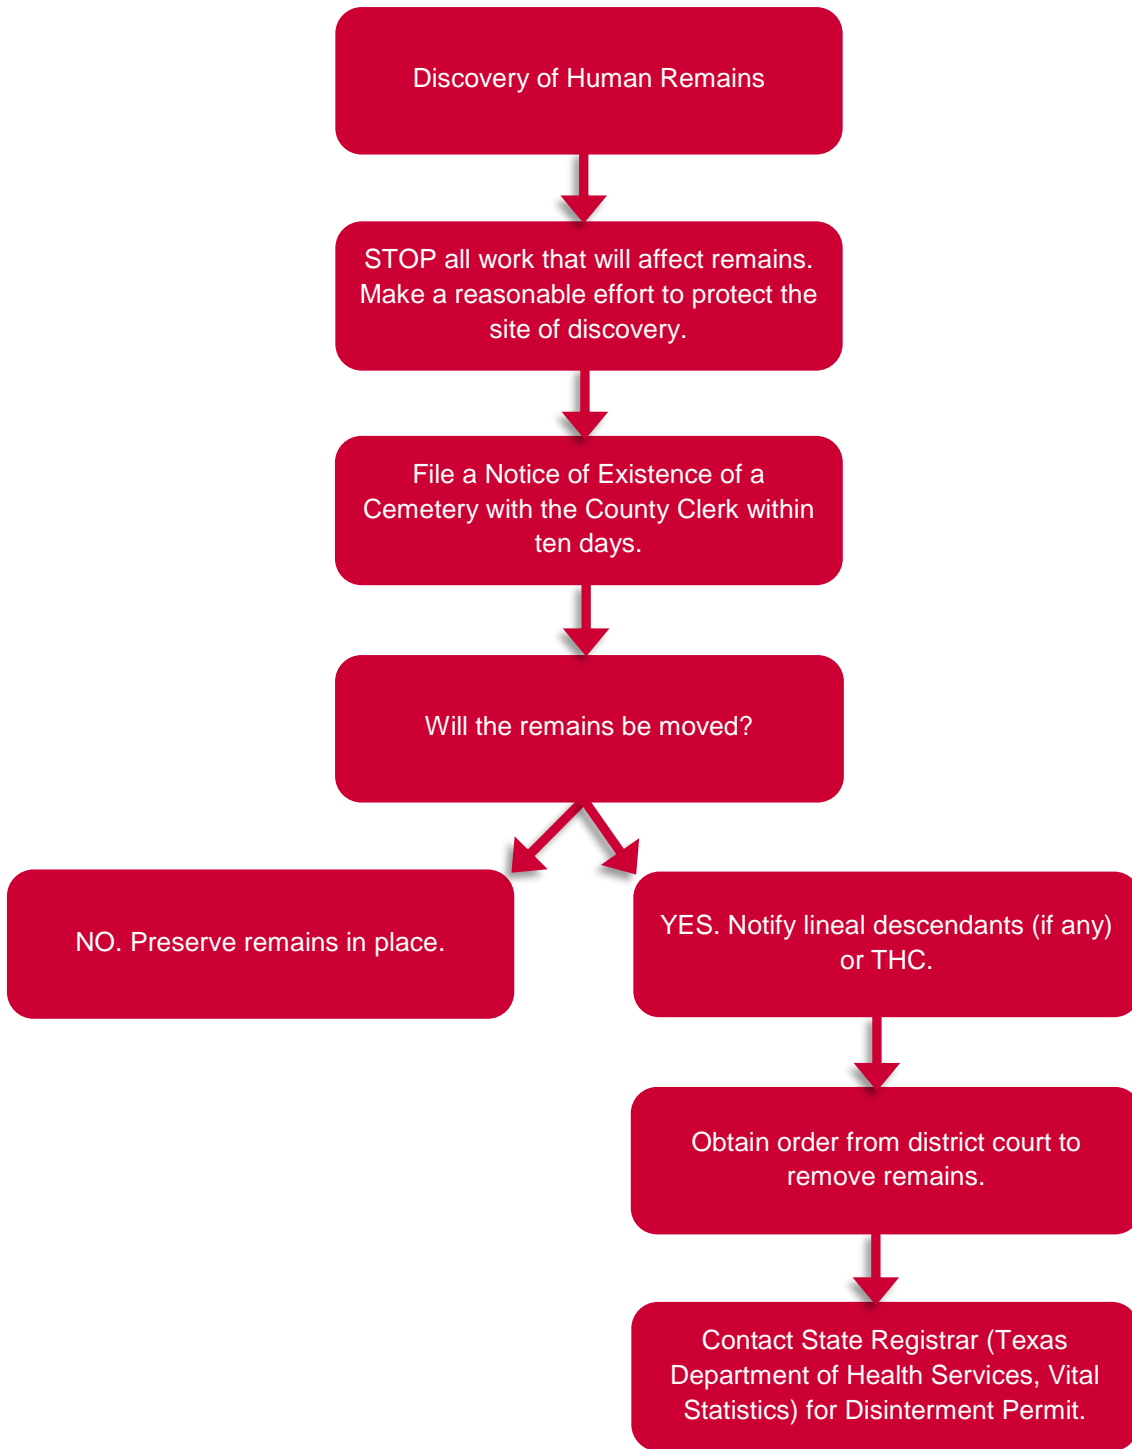 Discovery of Human Remains
STOP all work that will affect remains.
Make a reasonable effort to protect the
site of discovery.
File a Notice of Existence of a
Cemetery with the County Clerk within
ten days.
Will the remains be moved?
NO. Preserve remains in place.
YES. Notify lineal descendants (if any)
or THC.
Obtain order from district court to
remove remains.
Contact State Registrar (Texas
Department of Health Services, Vital
Statistics) for Disinterment Permit.